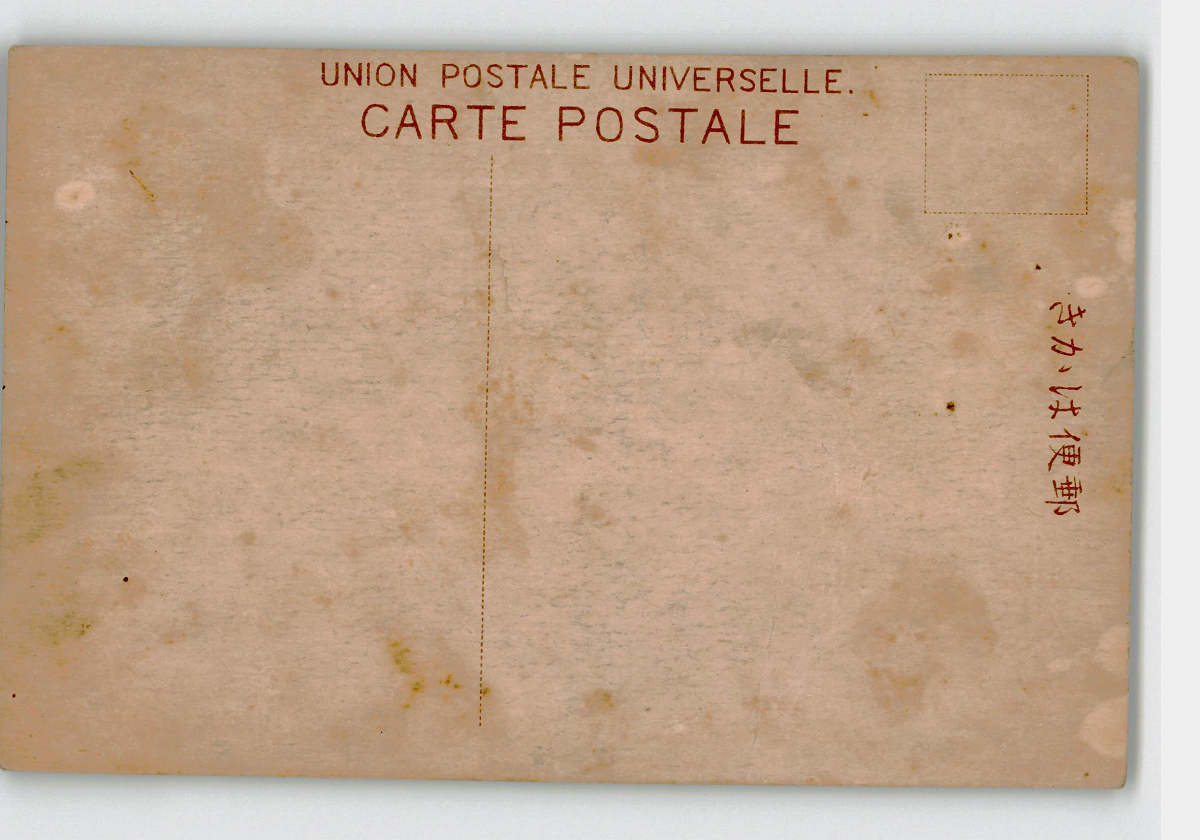 UNION POSTALE UNIVERSELLE.
CARTE POSTALE
郵便はかき